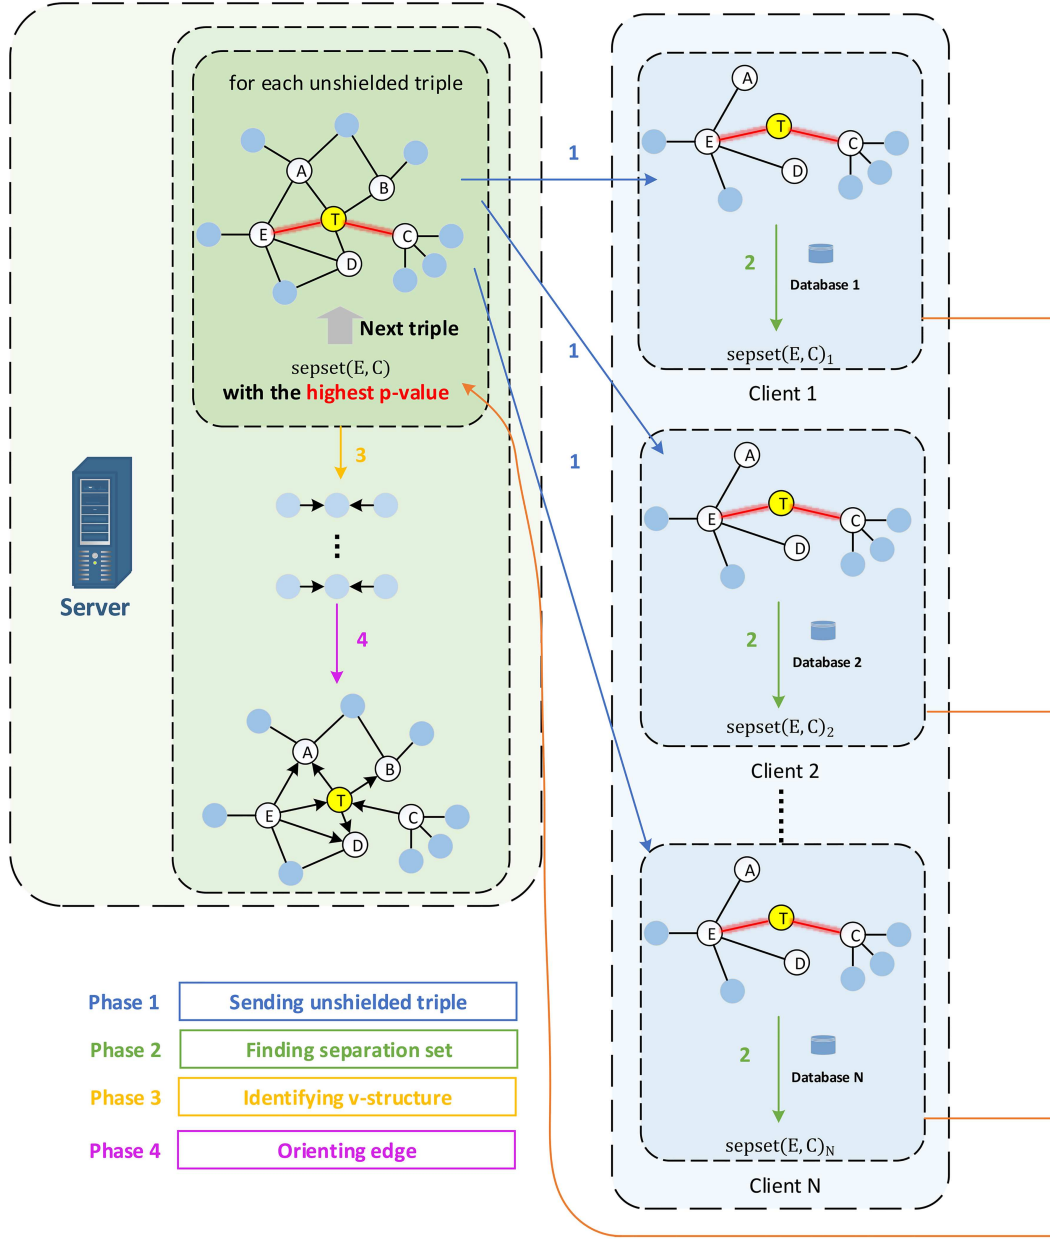 for each unshielded triple
A
B
T
E
C
D
Next triple
sepset(E, C)
with the highest p-value
3
4
A
B
T
E
C
D
Server
1
1
1
A
T
E
C
D
2
Database 1
sepset(E, C)₁
Client 1
A
T
E
C
D
2
Database 2
sepset(E, C)₂
Client 2
A
T
E
C
D
2
Database N
sepset(E, C)N
Client N
Phase 1 Sending unshielded triple
Phase 2 Finding separation set
Phase 3 Identifying v-structure
Phase 4 Orienting edge